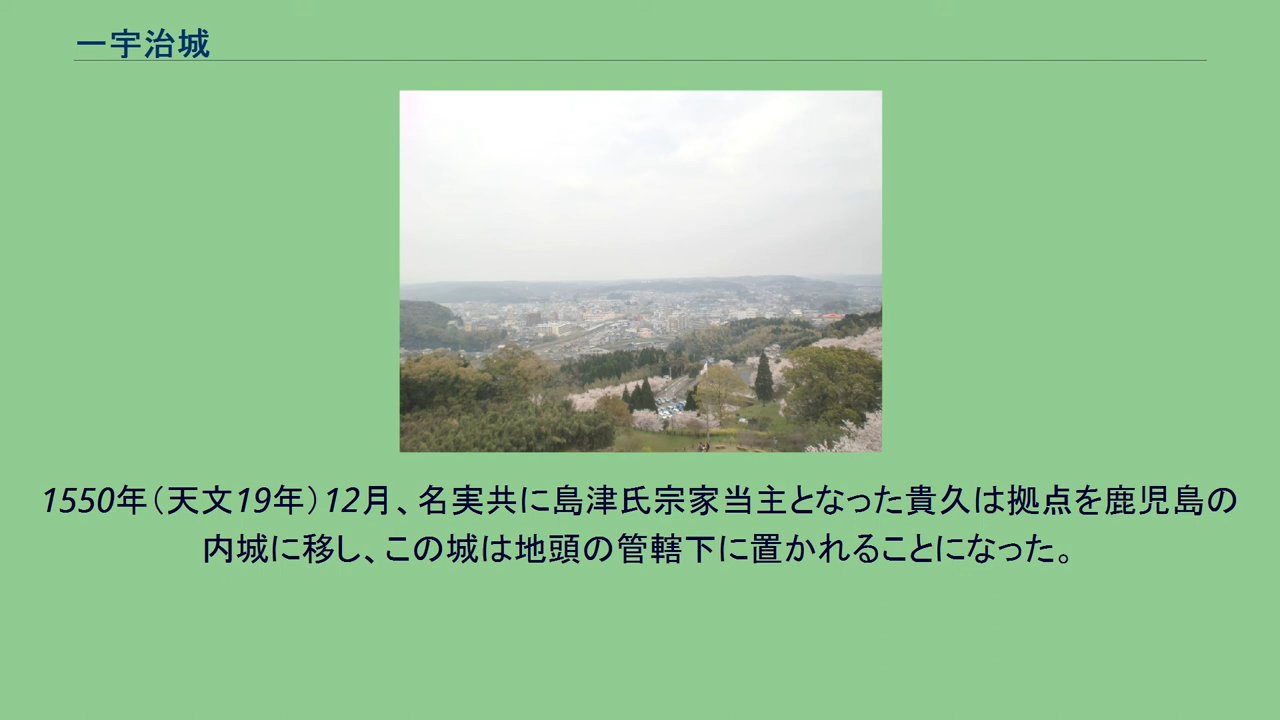 一宇治城
1550年（天文19年）12月、名実共に島津氏宗家当主となった貴久は拠点を鹿児島の
内城に移し、この城は地頭の管轄下に置かれることになった。